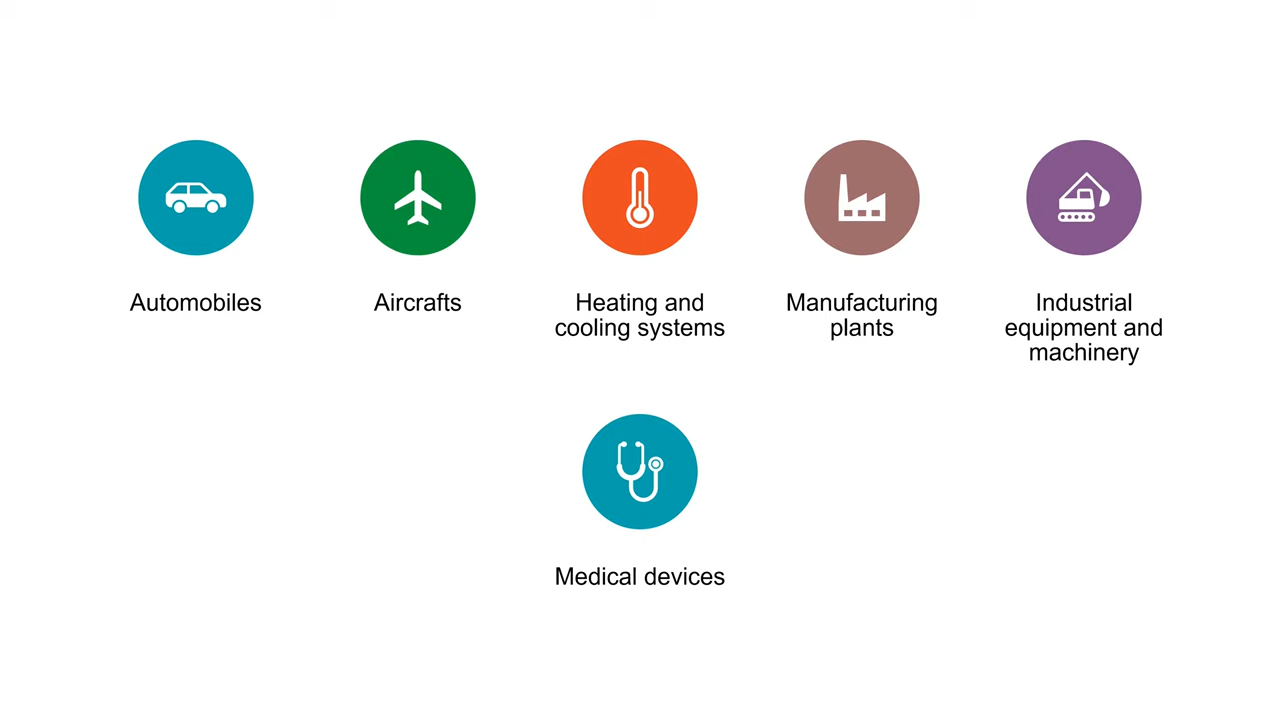 Automobiles
Aircrafts
Heating and
cooling systems
Manufacturing
plants
Industrial
equipment and
machinery
Medical devices